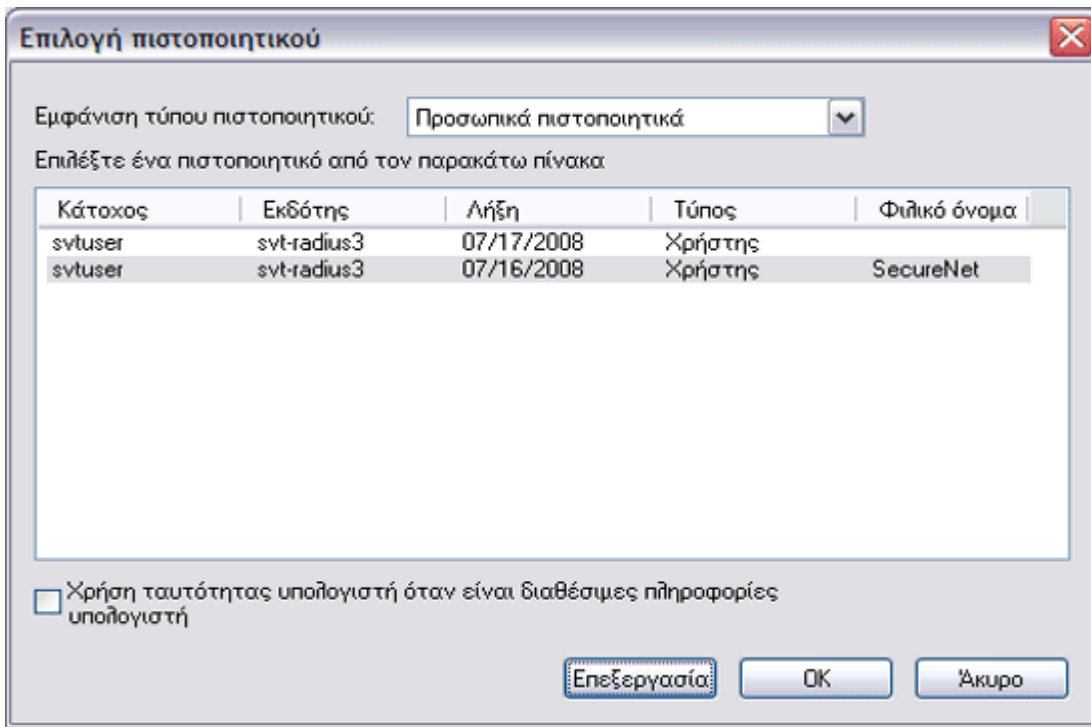 Επιλογή πιστοποιητικού
Εμφάνιση τύπου πιστοποιητικού: Προσωπικά πιστοποιητικά
Επιλέξτε ένα πιστοποιητικό από τον παρακάτω πίνακα
Κάτοχος Εκδότης Λήξη Τύπος Φιλικό όνομα
svtuser svt-radius3 07/17/2008 Χρήστης
svtuser svt-radius3 07/16/2008 Χρήστης SecureNet
Χρήση ταυτότητας υπολογιστή όταν είναι διαθέσιμες πληροφορίες
υπολογιστή
Επεξεργασία OK Άκυρο